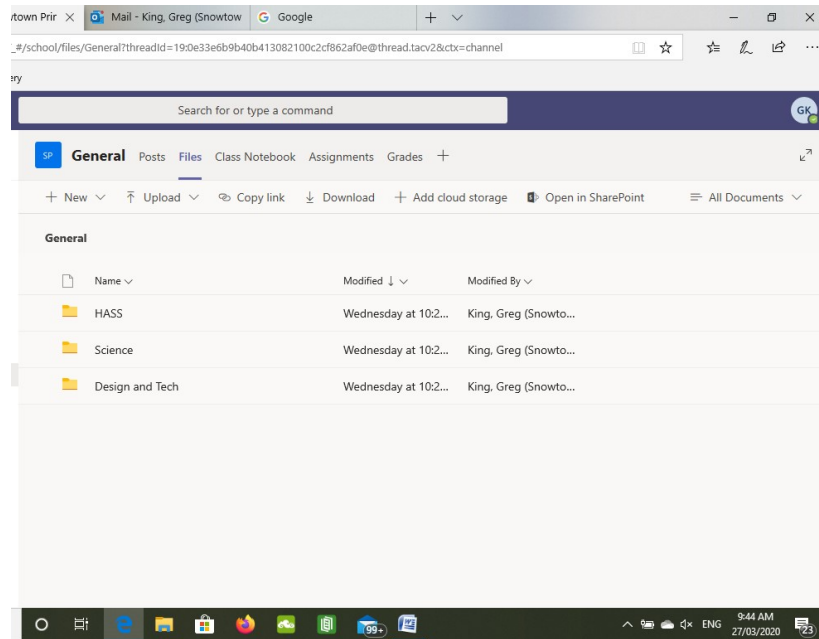 ytown Prir
Mail - King, Greg (Snowtow
Google
_#/school/files/General?threadId=19:0e33e6b9b40b413082100c2cf862af0e@thread.tacv2&ctx=channel
ery
Search for or type a command
GK
SP General Posts Files Class Notebook Assignments Grades
New Upload Copy link Download Add cloud storage Open in SharePoint All Documents
General
Name Modified Modified By
HASS Wednesday at 10:2... King, Greg (Snowto...
Science Wednesday at 10:2... King, Greg (Snowto...
Design and Tech Wednesday at 10:2... King, Greg (Snowto...
99+
ENG
9:44 AM
27/03/2020
23